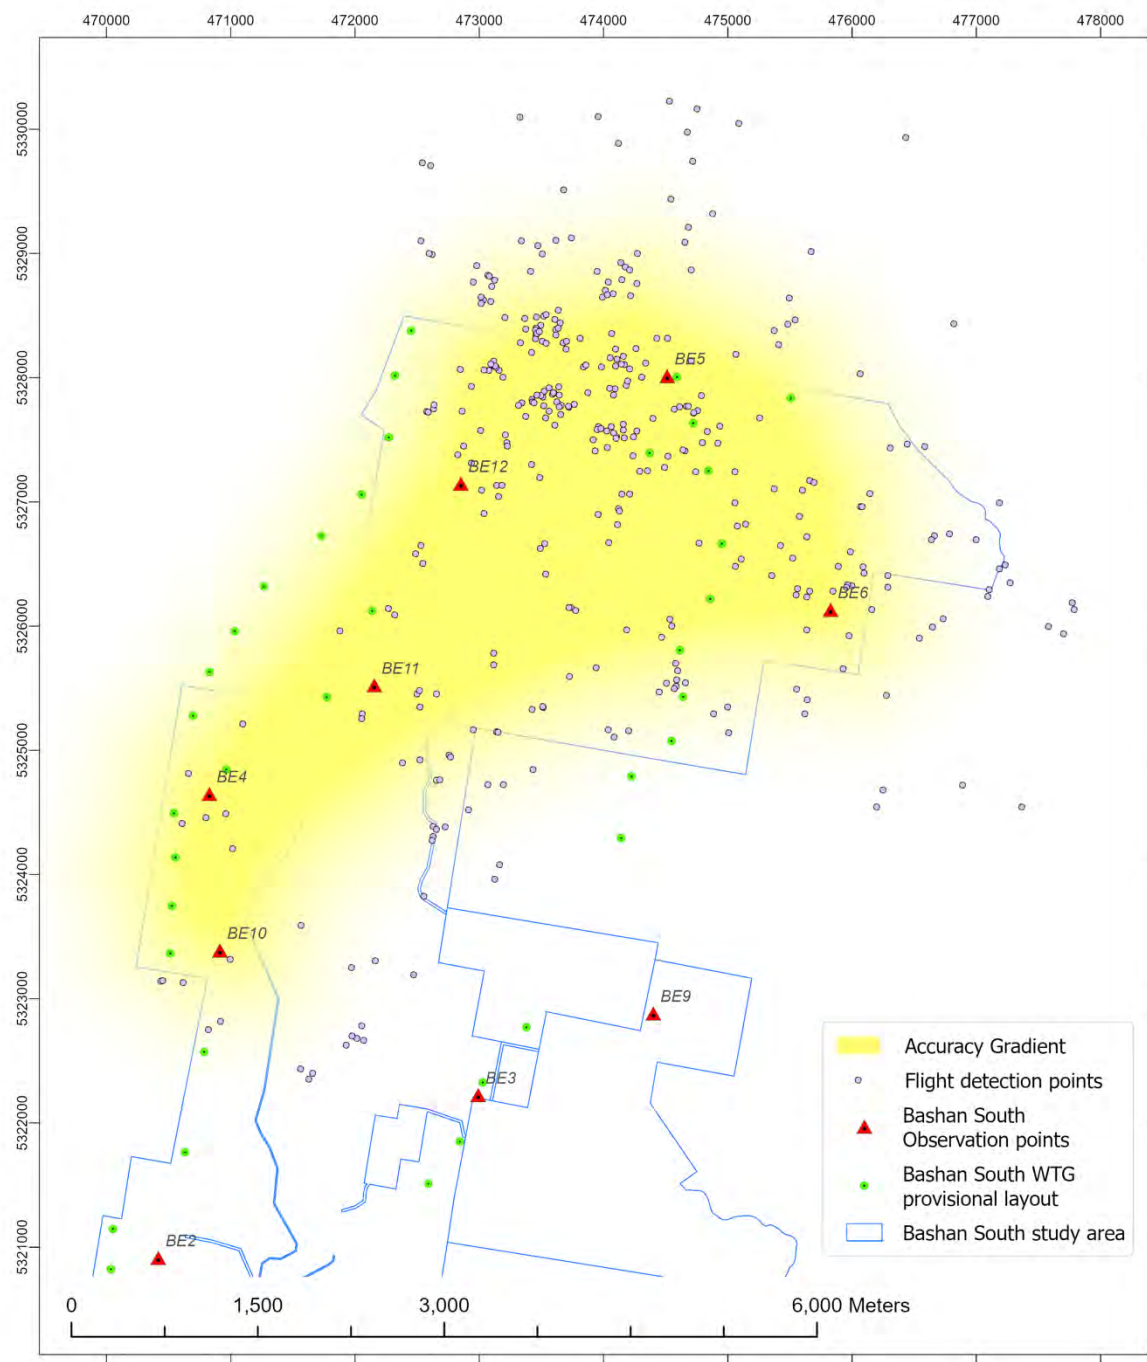 470000 471000 472000 473000 474000 475000 476000 477000 478000
5330000
5329000
5328000
5327000
5326000
5325000
5324000
5323000
5322000
5321000
BE5
BE12
BE6
BE11
BE4
BE10
BE9
BE3
BE2
Accuracy Gradient
Flight detection points
Bashan South
Observation points
Bashan South WTG
provisional layout
Bashan South study area
0 1,500 3,000 6,000 Meters